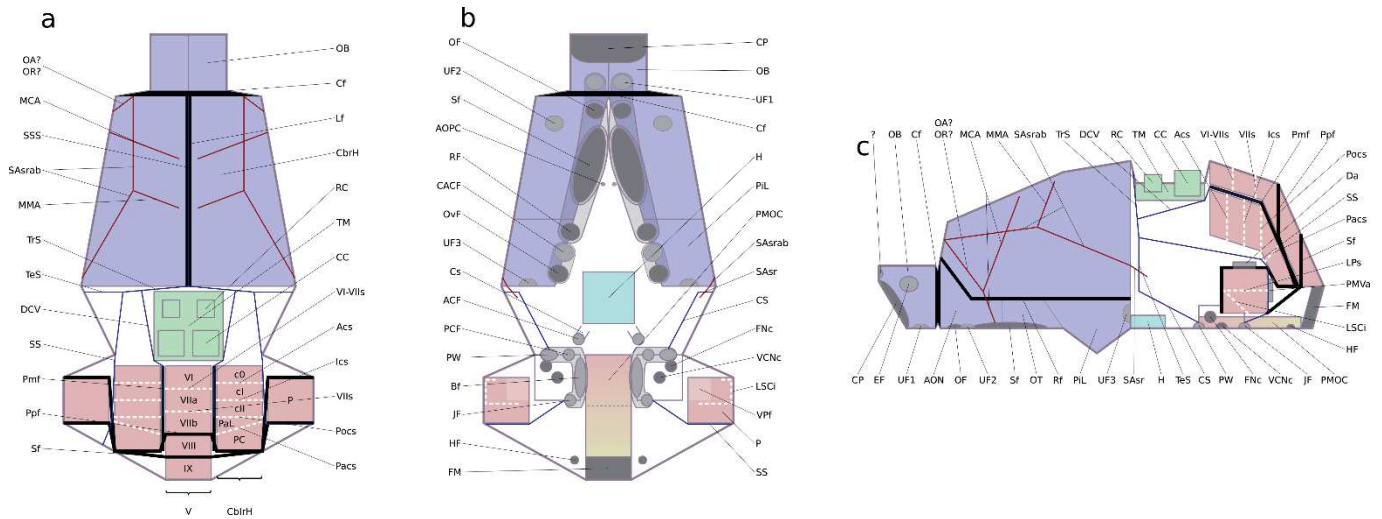 a
OB
OA?
OR?
Cf
MCA
Lf
SSS
CbrH
SAsrab
RC
MMA
TM
TrS
CC
TeS
VI-VIIs
DCV
Acs
SS
Ics
Pmf
VIIs
Ppf
Pocs
Sf
Pacs
VI
VIIa
VIIb
VIII
IX
c0
cI
cII
PaL
PC
P
V
CblrH
b
OF
CP
UF2
OB
Sf
UF1
AOPC
Cf
RF
H
CACF
PiL
OvF
PMOC
UF3
SAsrab
Cs
SAsr
ACF
CS
PCF
FNc
PW
VCNc
Bf
LSCi
JF
VPf
HF
P
FM
SS
c
? OB Cf OA? OR? MCA MMA SAsrab TrS DCV RC TM CC Acs VI-VIIs VIIs Ics Pmf Ppf
Pocs
Da
SS
Pacs
Sf
LPs
PMVa
FM
LSCi
HF
CP EF UF1 AON OF UF2 Sf OT Rf PiL UF3 SAsr H TeS CS PW FNc VCNc JF PMOC